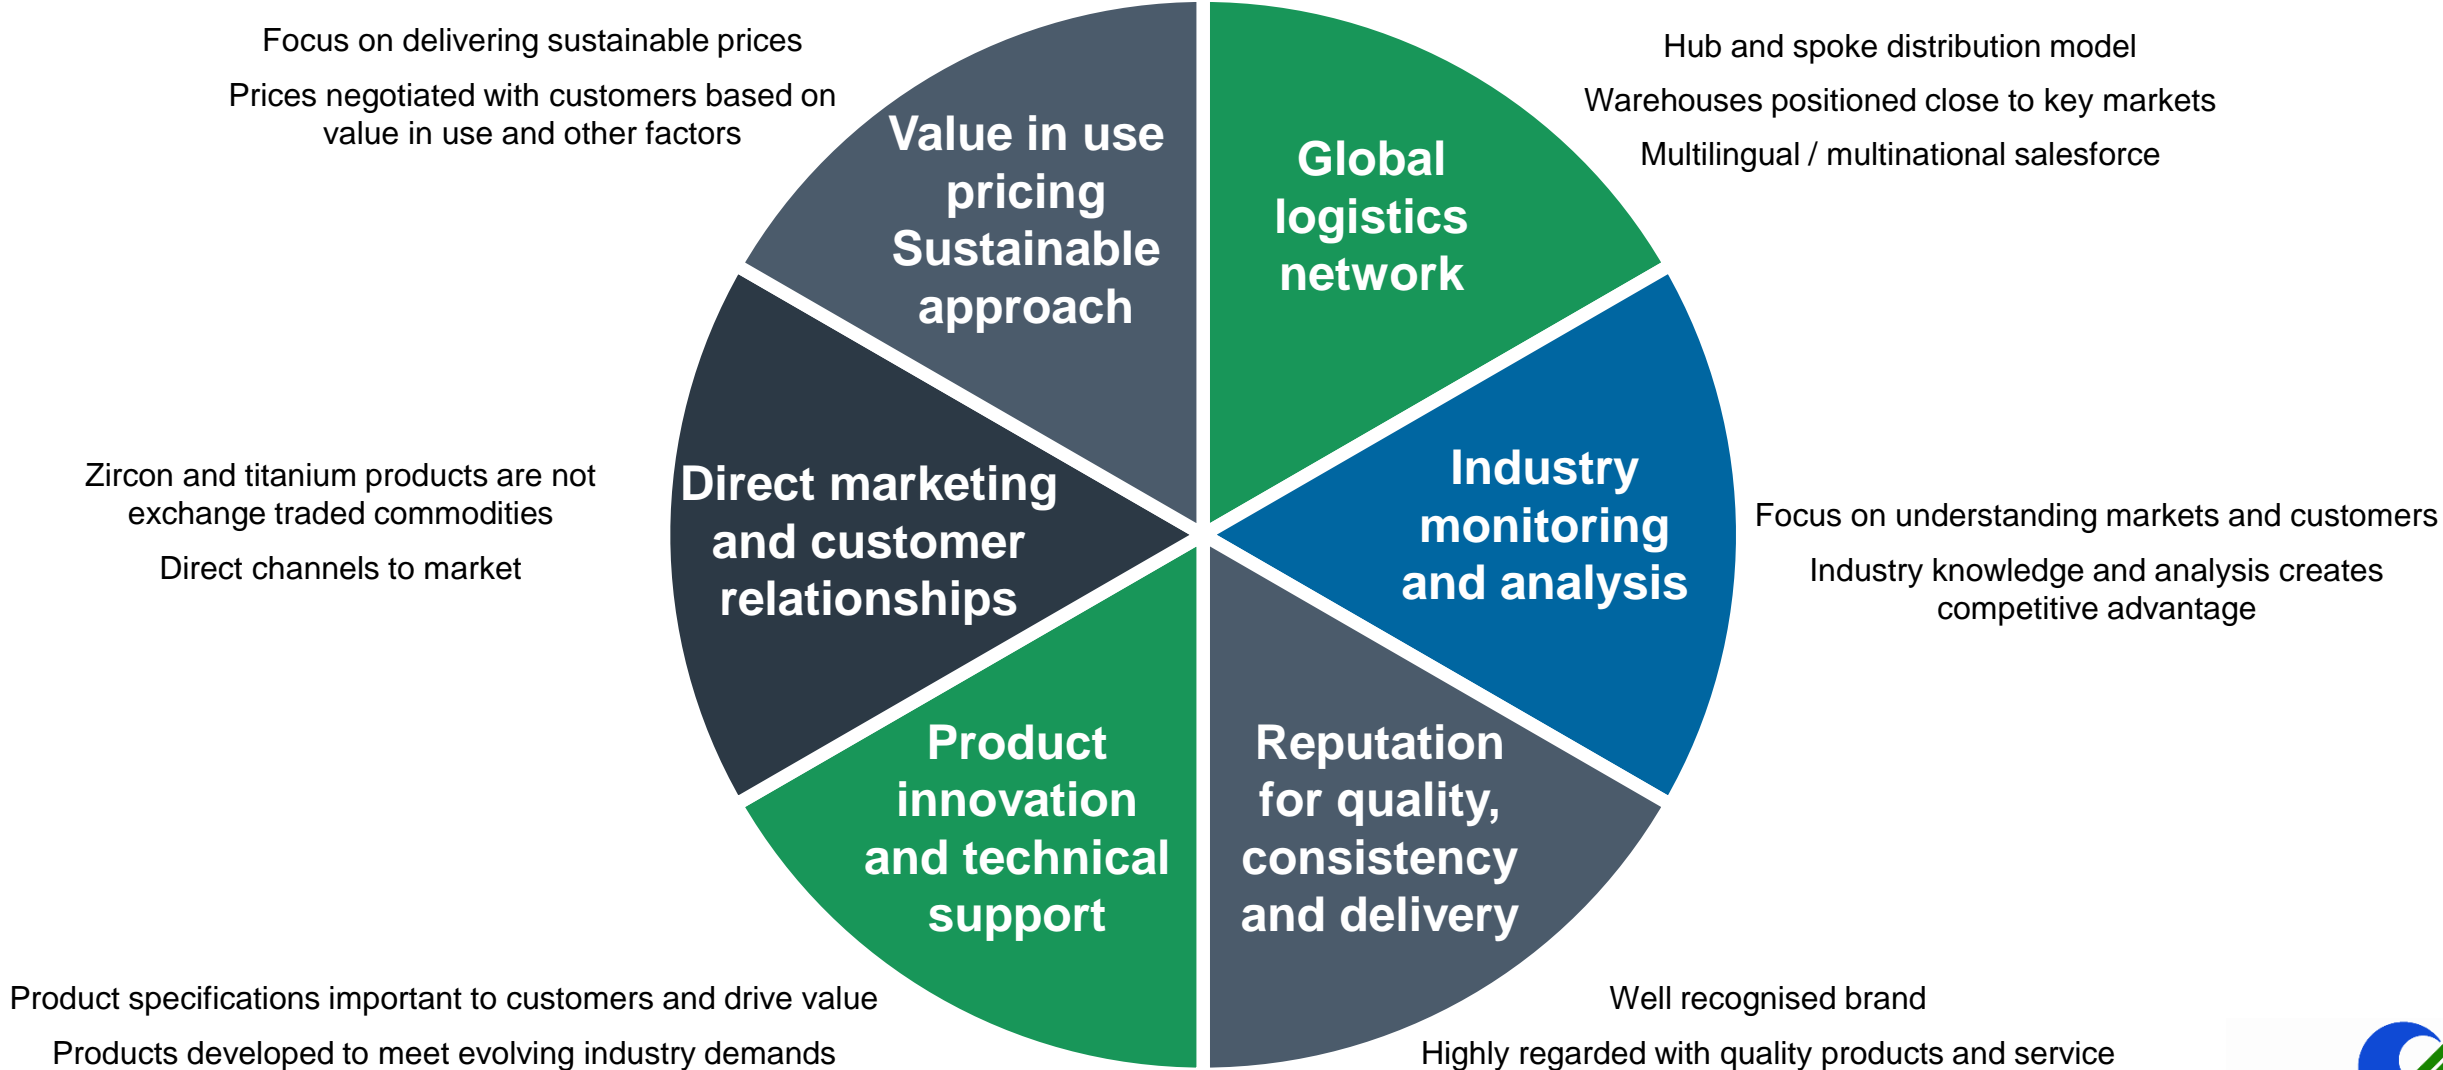 Focus on delivering sustainable prices
Prices negotiated with customers based on
value in use and other factors
Value in use
pricing
Sustainable
approach
Global
logistics
network
Hub and spoke distribution model
Warehouses positioned close to key markets
Multilingual / multinational salesforce
Zircon and titanium products are not
exchange traded commodities
Direct channels to market
Direct marketing
and customer
relationships
Industry
monitoring
and analysis
Focus on understanding markets and customers
Industry knowledge and analysis creates
competitive advantage
Product
innovation
and technical
support
Reputation
for quality,
consistency
and delivery
Product specifications important to customers and drive value
Products developed to meet evolving industry demands
Well recognised brand
Highly regarded with quality products and service